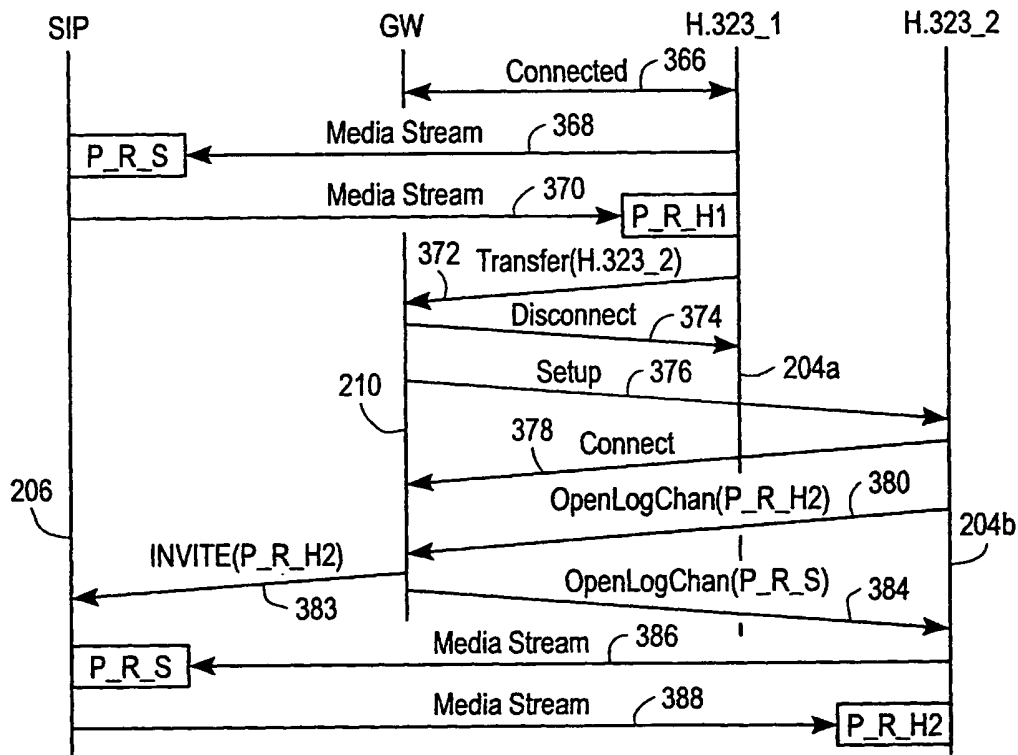 SIP GW H.323_1 H.323_2
Connected 366
Media Stream 368
P_R_S
Media Stream 370
P_R_H1
372 Transfer(H.323_2)
Disconnect 374
Setup 376 204a
210
378 Connect
206 OpenLogChan(P_R_H2) 380
204b
INVITE(P_R_H2)
383 OpenLogChan(P_R_S) 384
Media Stream 386
P_R_S
Media Stream 388
P_R_H2